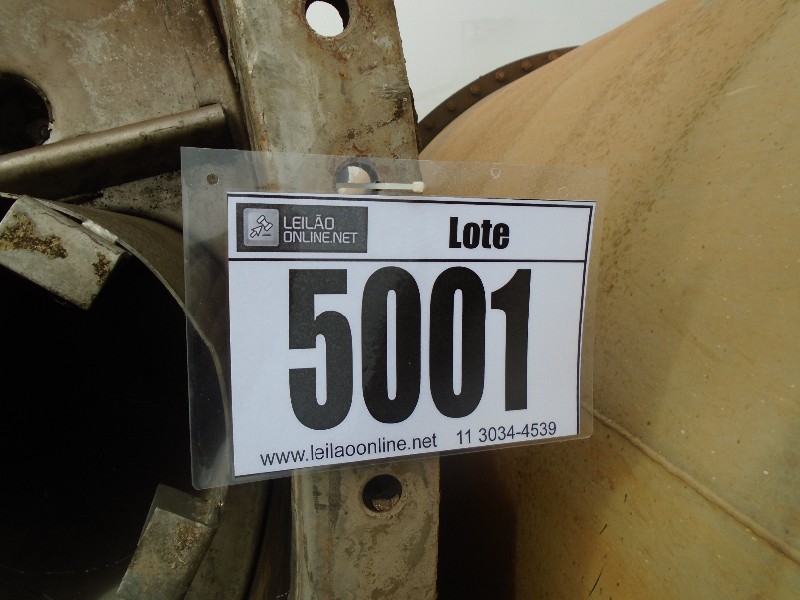 LEILÃO
ONLINE.NET
Lote
5001
www.leilaoonline.net 11 3034-4539